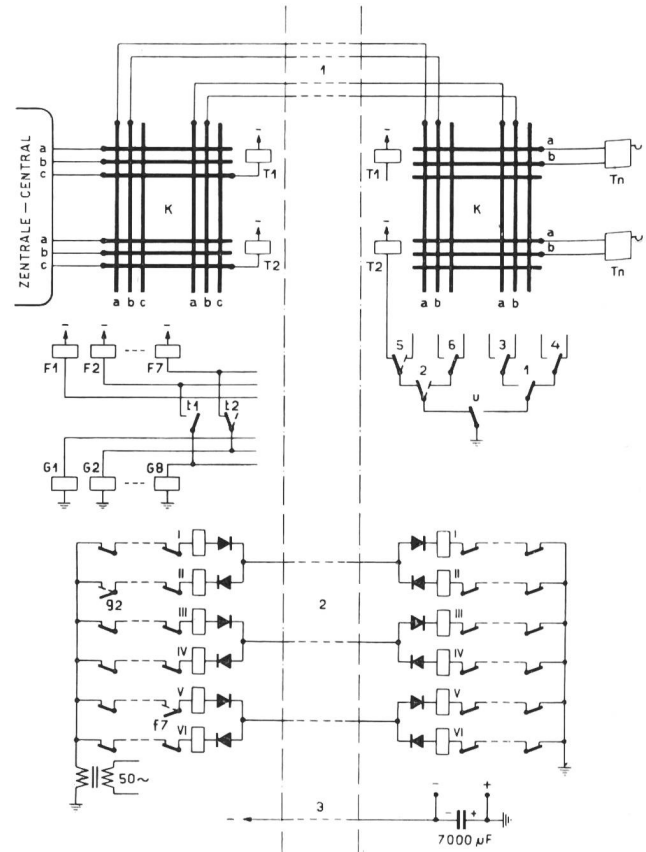 1
ZENTRALE – CENTRAL
a
b
c
T1
K
a
b
c
T2
a b c a b c
T1
K
a
b
Tn
T2
a
b
Tn
a b a b
F1 F2 F7
t1 t2
G1 G2 G8
5 6 3 4
2 1
u
I
II
g2
III
IV
V
f7
VI
50~
2
I
II
III
IV
V
VI
3
–
– +
– +
7000 µF